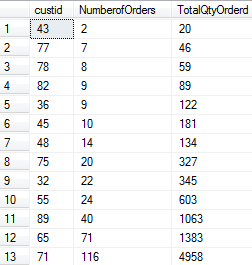 custid NumberofOrders TotalQtyOrderd
1 43 2 20
2 77 7 46
3 78 8 59
4 82 9 89
5 36 9 122
6 45 10 181
7 48 14 134
8 75 20 327
9 32 22 345
10 55 24 603
11 89 40 1063
12 65 71 1383
13 71 116 4958